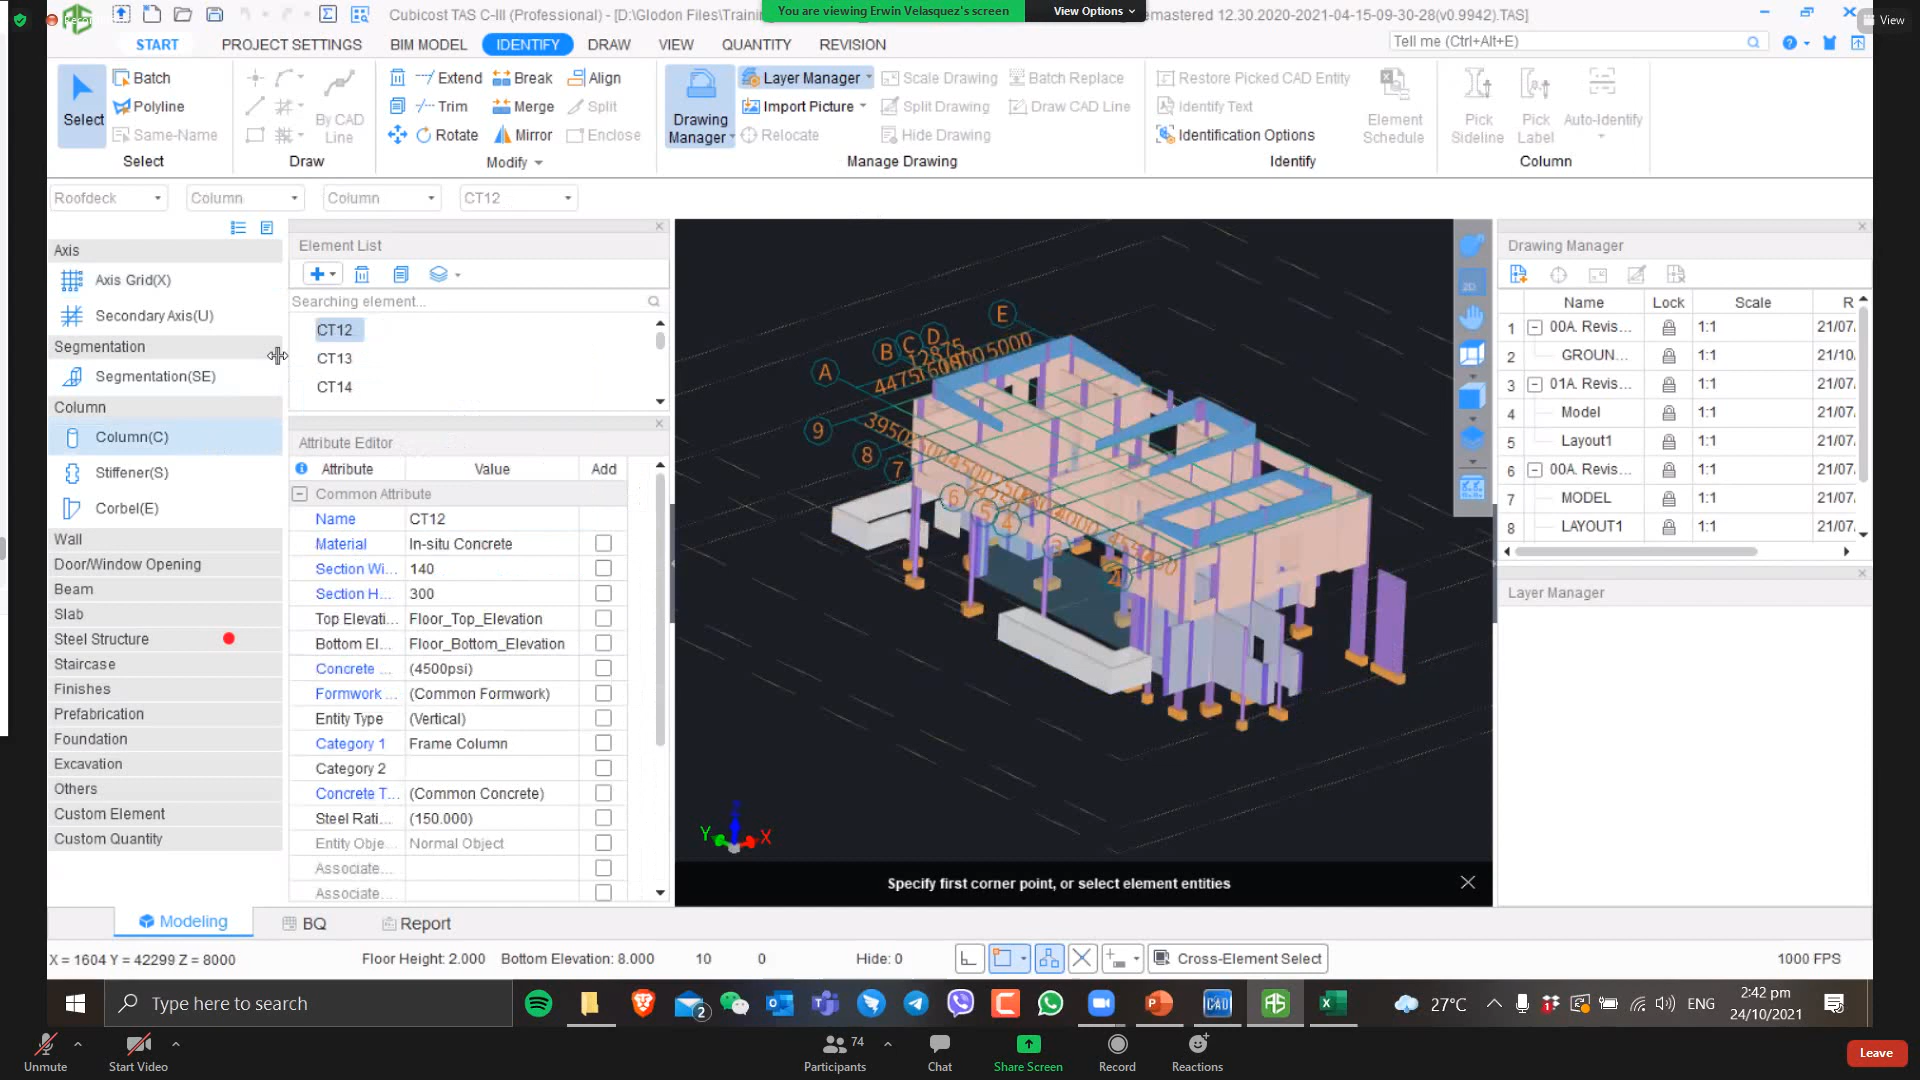 Cubicost TAS C-III (Professional) - [D:\Glodon Files\Traini
You are viewing Erwin Velasquez's screen
View Options
emastered 12.30.2020-2021-04-15-09-30-28(v0.9942).TAS]
View
START
PROJECT SETTINGS
BIM MODEL
IDENTIFY
DRAW
VIEW
QUANTITY
REVISION
Tell me (Ctrl+Alt+E)
Select
Batch
Polyline
Same-Name
Select
By CAD
Line
Draw
Extend
Break
Align
Trim
Merge
Split
Rotate
Mirror
Enclose
Modify
Drawing
Manager
Layer Manager
Scale Drawing
Batch Replace
Import Picture
Split Drawing
Draw CAD Line
Relocate
Hide Drawing
Manage Drawing
Restore Picked CAD Entity
Identify Text
Identification Options
Element
Schedule
Identify
Pick
Sideline
Pick
Label
Auto-Identify
Column
Roofdeck
Column
Column
CT12
Axis
Axis Grid(X)
Secondary Axis(U)
Segmentation
Segmentation(SE)
Column
Column(C)
Stiffener(S)
Corbel(E)
Wall
Door/Window Opening
Beam
Slab
Steel Structure
Staircase
Finishes
Prefabrication
Foundation
Excavation
Others
Custom Element
Custom Quantity
Element List
Searching element...
CT12
CT13
CT14
Attribute Editor
Attribute Value Add
Common Attribute
Name CT12
Material In-situ Concrete
Section Wi... 140
Section H... 300
Top Elevati... Floor_Top_Elevation
Bottom El... Floor_Bottom_Elevation
Concrete ... (4500psi)
Formwork ... (Common Formwork)
Entity Type (Vertical)
Category 1 Frame Column
Category 2
Concrete T... (Common Concrete)
Steel Rati... (150.000)
Entity Obje... Normal Object
Associate...
Associate...
2D
A
B
C
D
E
9
8
7
6
5
4
4475
12875
5000
Z
Y
X
Specify first corner point, or select element entities
Drawing Manager
Name Lock Scale R
1 00A. Revis... 1:1 21/07.
2 GROUN... 1:1 21/10.
3 01A. Revis... 1:1 21/07.
4 Model 1:1 21/07.
5 Layout1 1:1 21/07.
6 00A. Revis... 1:1 21/07.
7 MODEL 1:1 21/07.
8 LAYOUT1 1:1 21/07.
Layer Manager
Modeling
BQ
Report
X = 1604 Y = 42299 Z = 8000
Floor Height: 2.000
Bottom Elevation: 8.000
10
0
Hide: 0
Cross-Element Select
1000 FPS
Type here to search
2
CAD
27°C
ENG
2:42 pm
24/10/2021
Unmute
Start Video
74
Participants
Chat
Share Screen
Record
Reactions
Leave